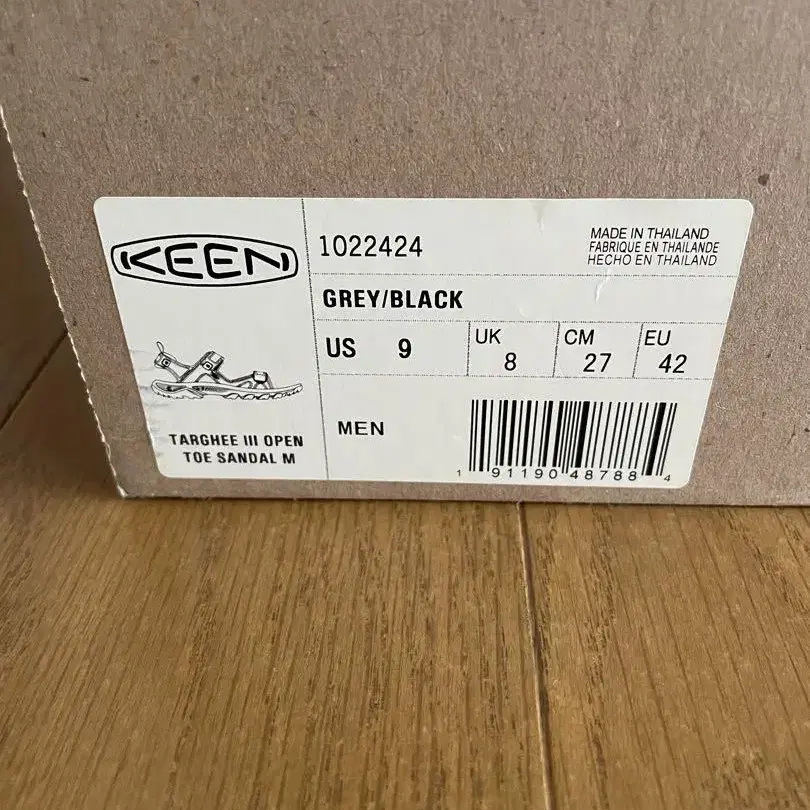 KEEN
1022424
MADE IN THAILAND
FABRIQUE EN THAILANDE
HECHO EN THAILAND
GREY/BLACK
US 9
UK 8
CM 27
EU 42
TARGHEE III OPEN
TOE SANDAL M
MEN
1 91190 48788 4